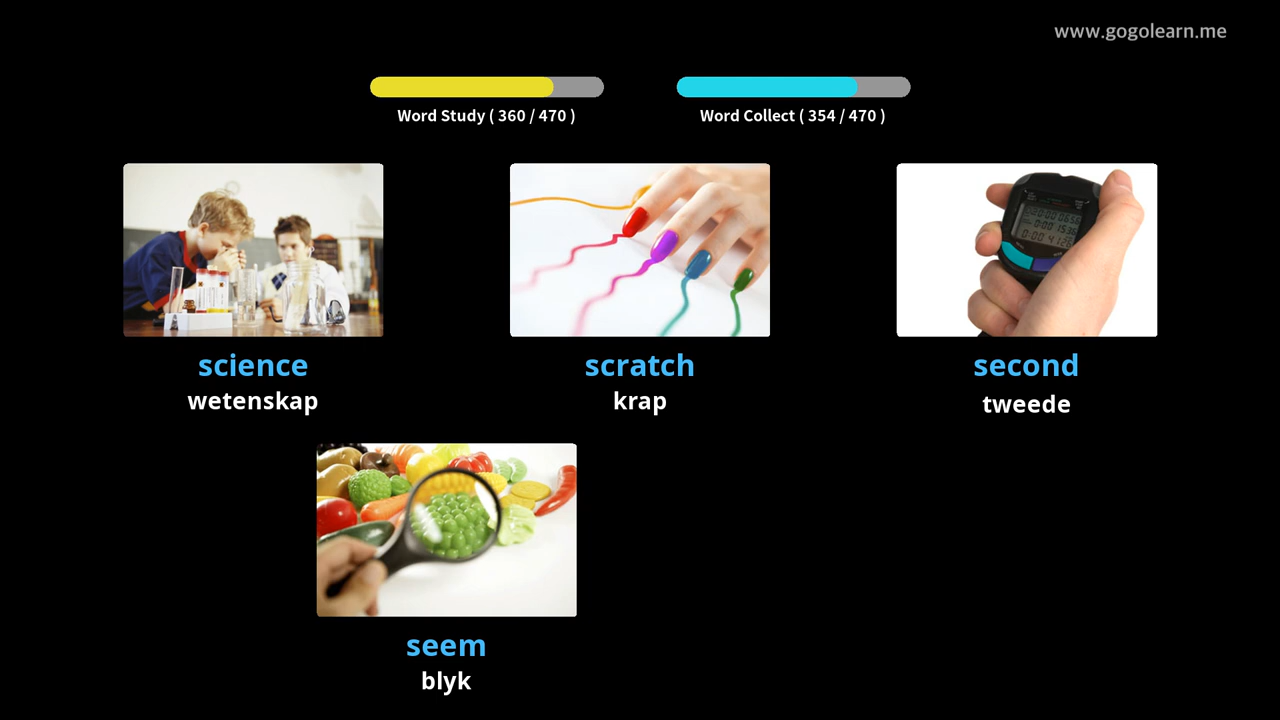 www.gogolearn.me
Word Study ( 360 / 470 )
Word Collect ( 354 / 470 )
science
wetenskap
scratch
krap
second
tweede
seem
blyk